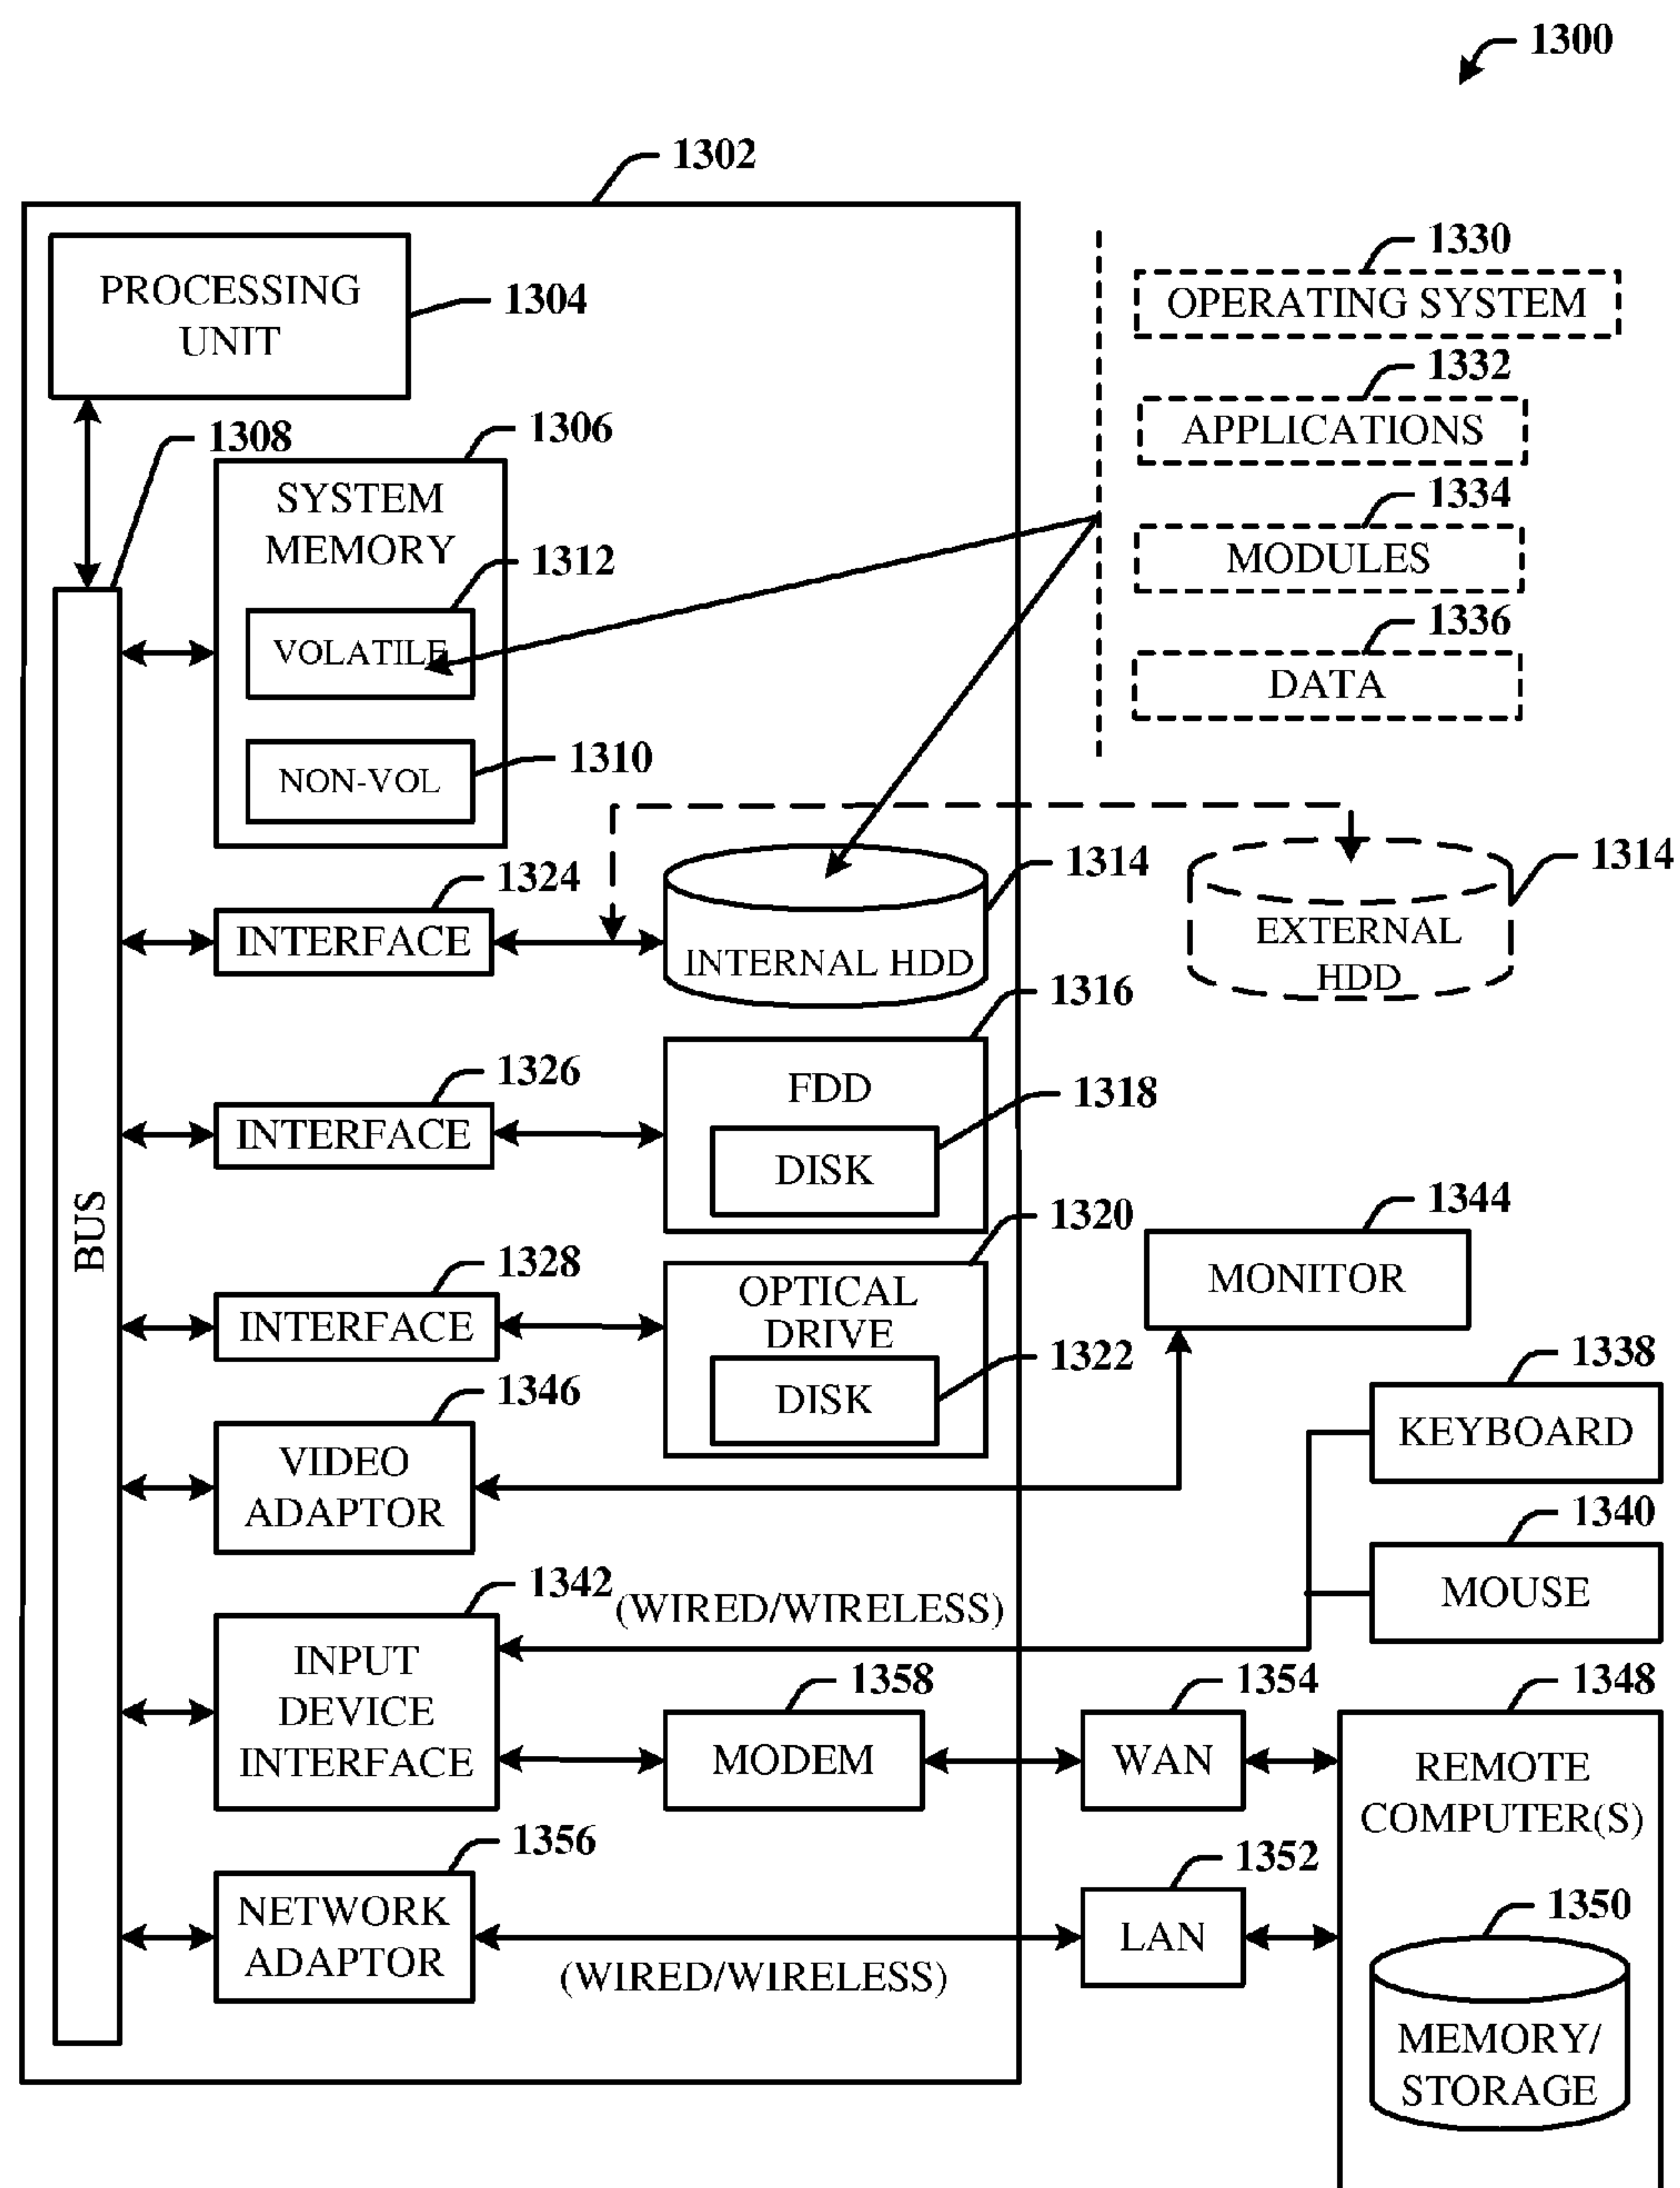 1300
1302
PROCESSING
UNIT
1304
1330
OPERATING SYSTEM
1332
APPLICATIONS
1334
MODULES
1336
DATA
1308
BUS
1306
SYSTEM
MEMORY
1312
VOLATILE
1310
NON-VOL
1324
INTERFACE
1314
INTERNAL HDD
1314
EXTERNAL
HDD
1326
INTERFACE
1316
FDD
1318
DISK
1328
INTERFACE
1320
OPTICAL
DRIVE
1322
DISK
1344
MONITOR
1346
VIDEO
ADAPTOR
1338
KEYBOARD
1340
MOUSE
1342
(WIRED/WIRELESS)
INPUT
DEVICE
INTERFACE
1358
MODEM
1354
WAN
1348
REMOTE
COMPUTER(S)
1356
NETWORK
ADAPTOR
(WIRED/WIRELESS)
1352
LAN
1350
MEMORY/
STORAGE